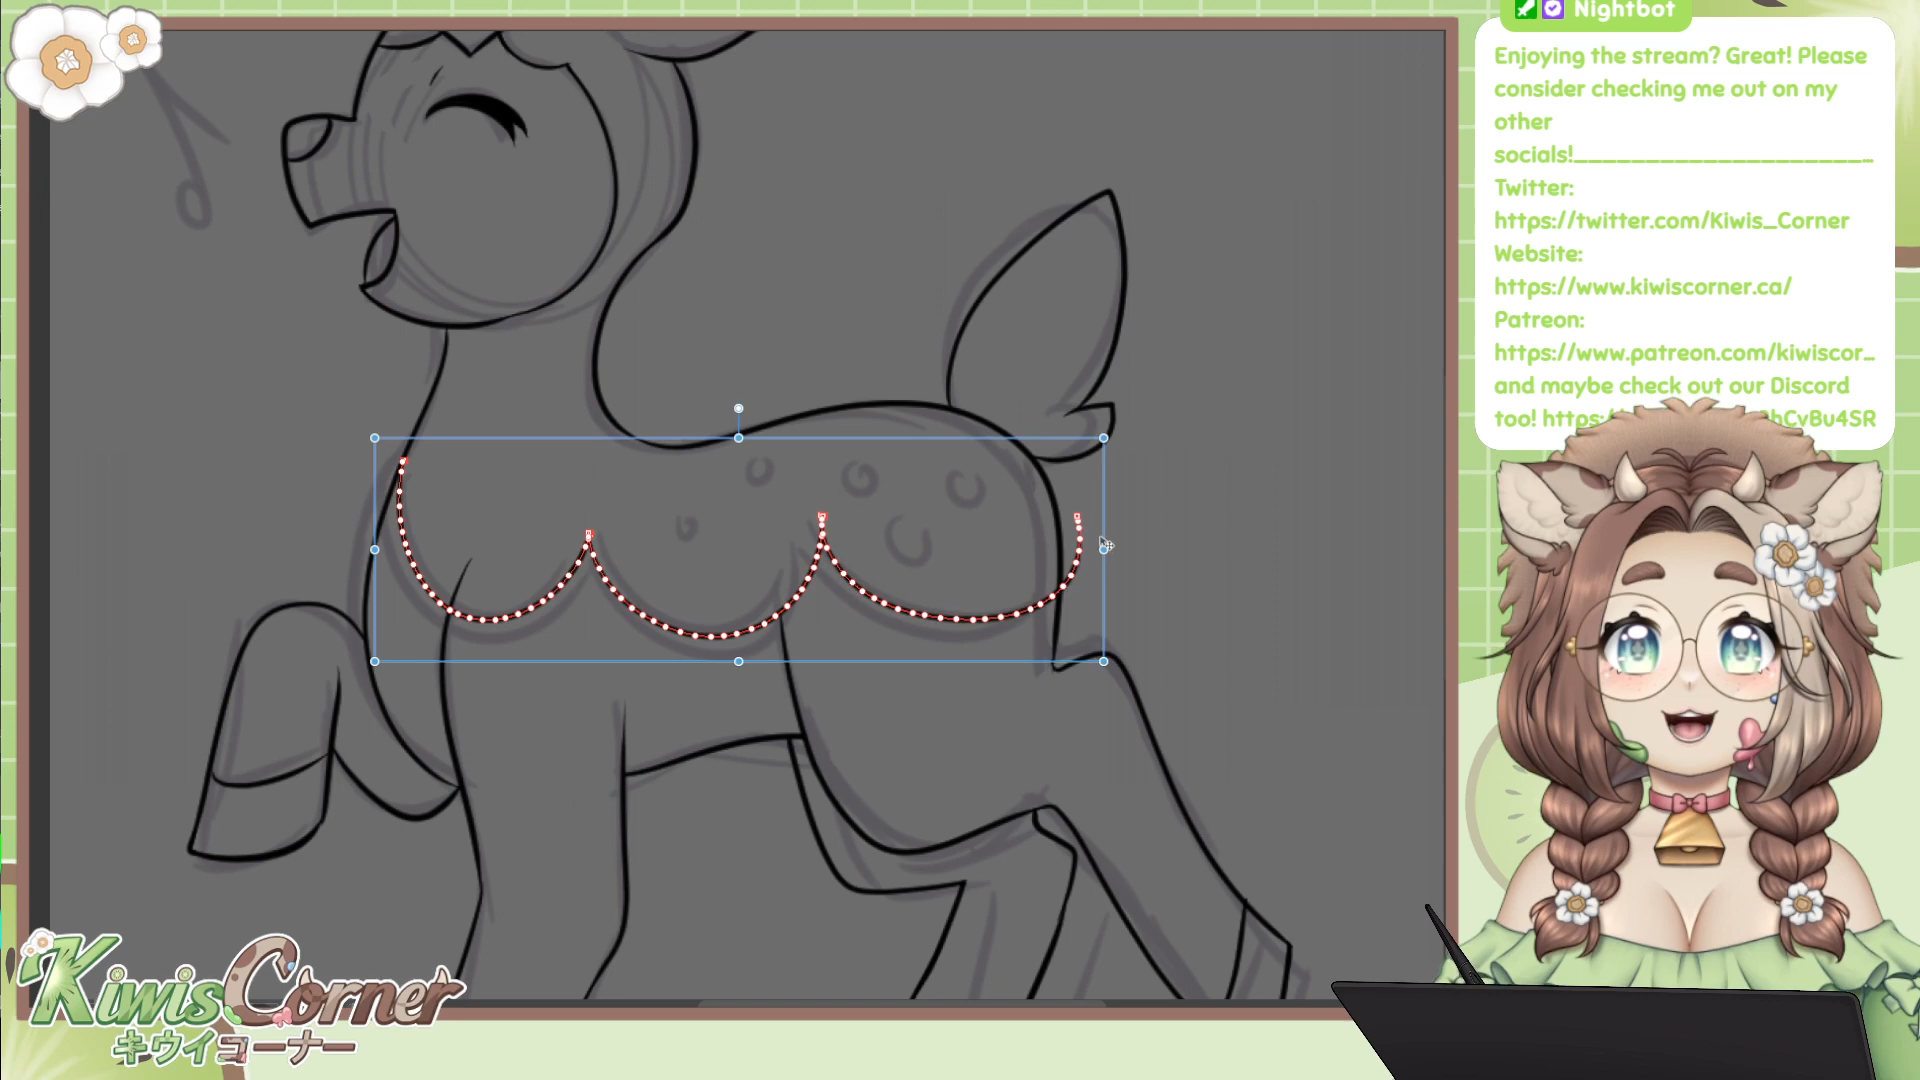 Nightbot
Enjoying the stream? Great! Please
consider checking me out on my
other
socials!____________________...
Twitter:
https://twitter.com/Kiwis_Corner
Website:
https://www.kiwiscorner.ca/
Patreon:
https://www.patreon.com/kiwiscor...
and maybe check out our Discord
too!
KiwisCorner
キウイコーナー